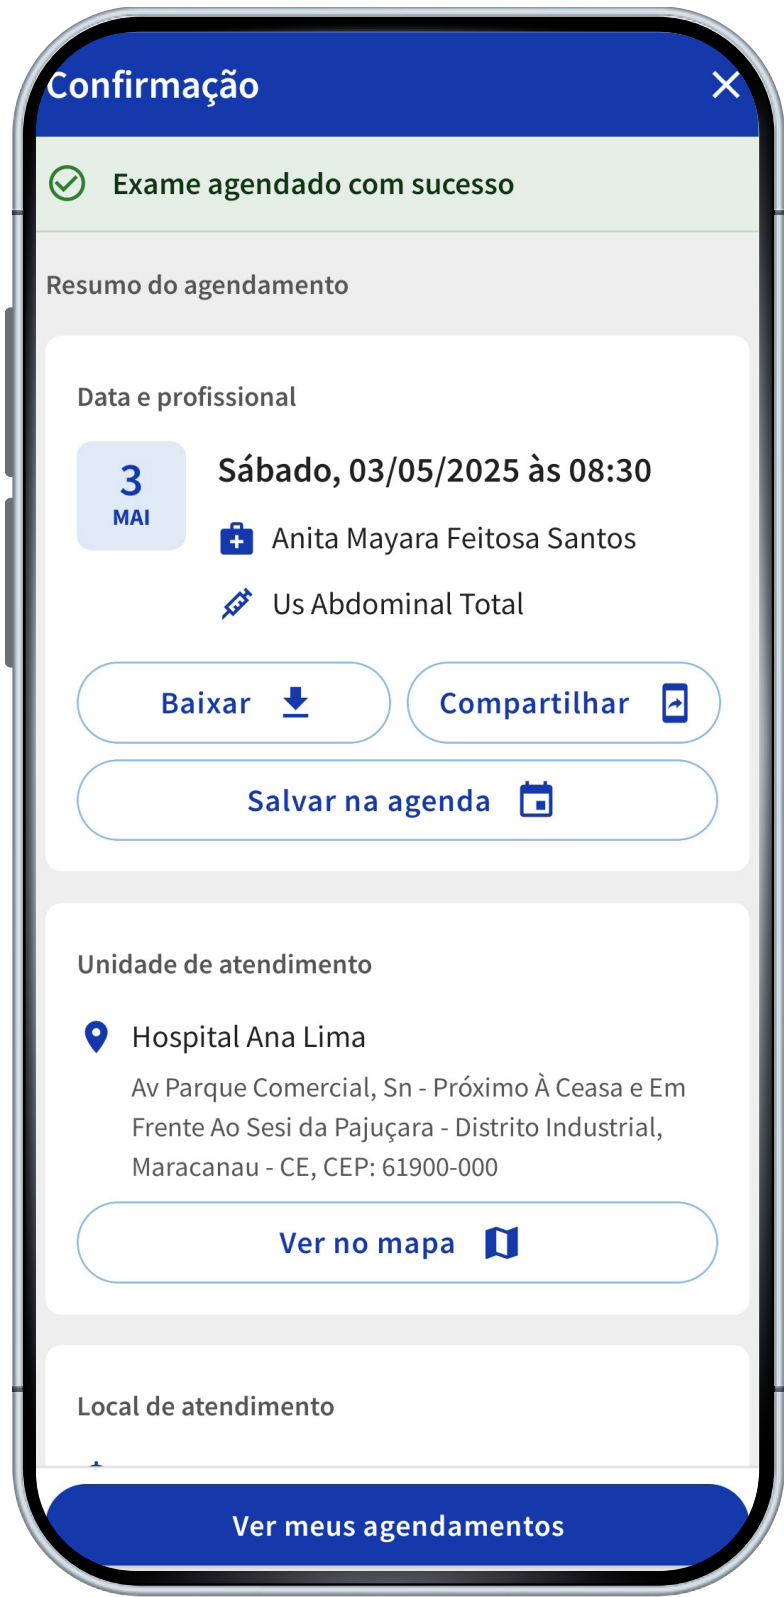 Confirmação
Exame agendado com sucesso
Resumo do agendamento
Data e profissional
3
MAI
Sábado, 03/05/2025 às 08:30
Anita Mayara Feitosa Santos
Us Abdominal Total
Baixar
Compartilhar
Salvar na agenda
Unidade de atendimento
Hospital Ana Lima
Av Parque Comercial, Sn - Próximo À Ceasa e Em
Frente Ao Sesi da Pajuçara - Distrito Industrial,
Maracanau - CE, CEP: 61900-000
Ver no mapa
Local de atendimento
Ver meus agendamentos